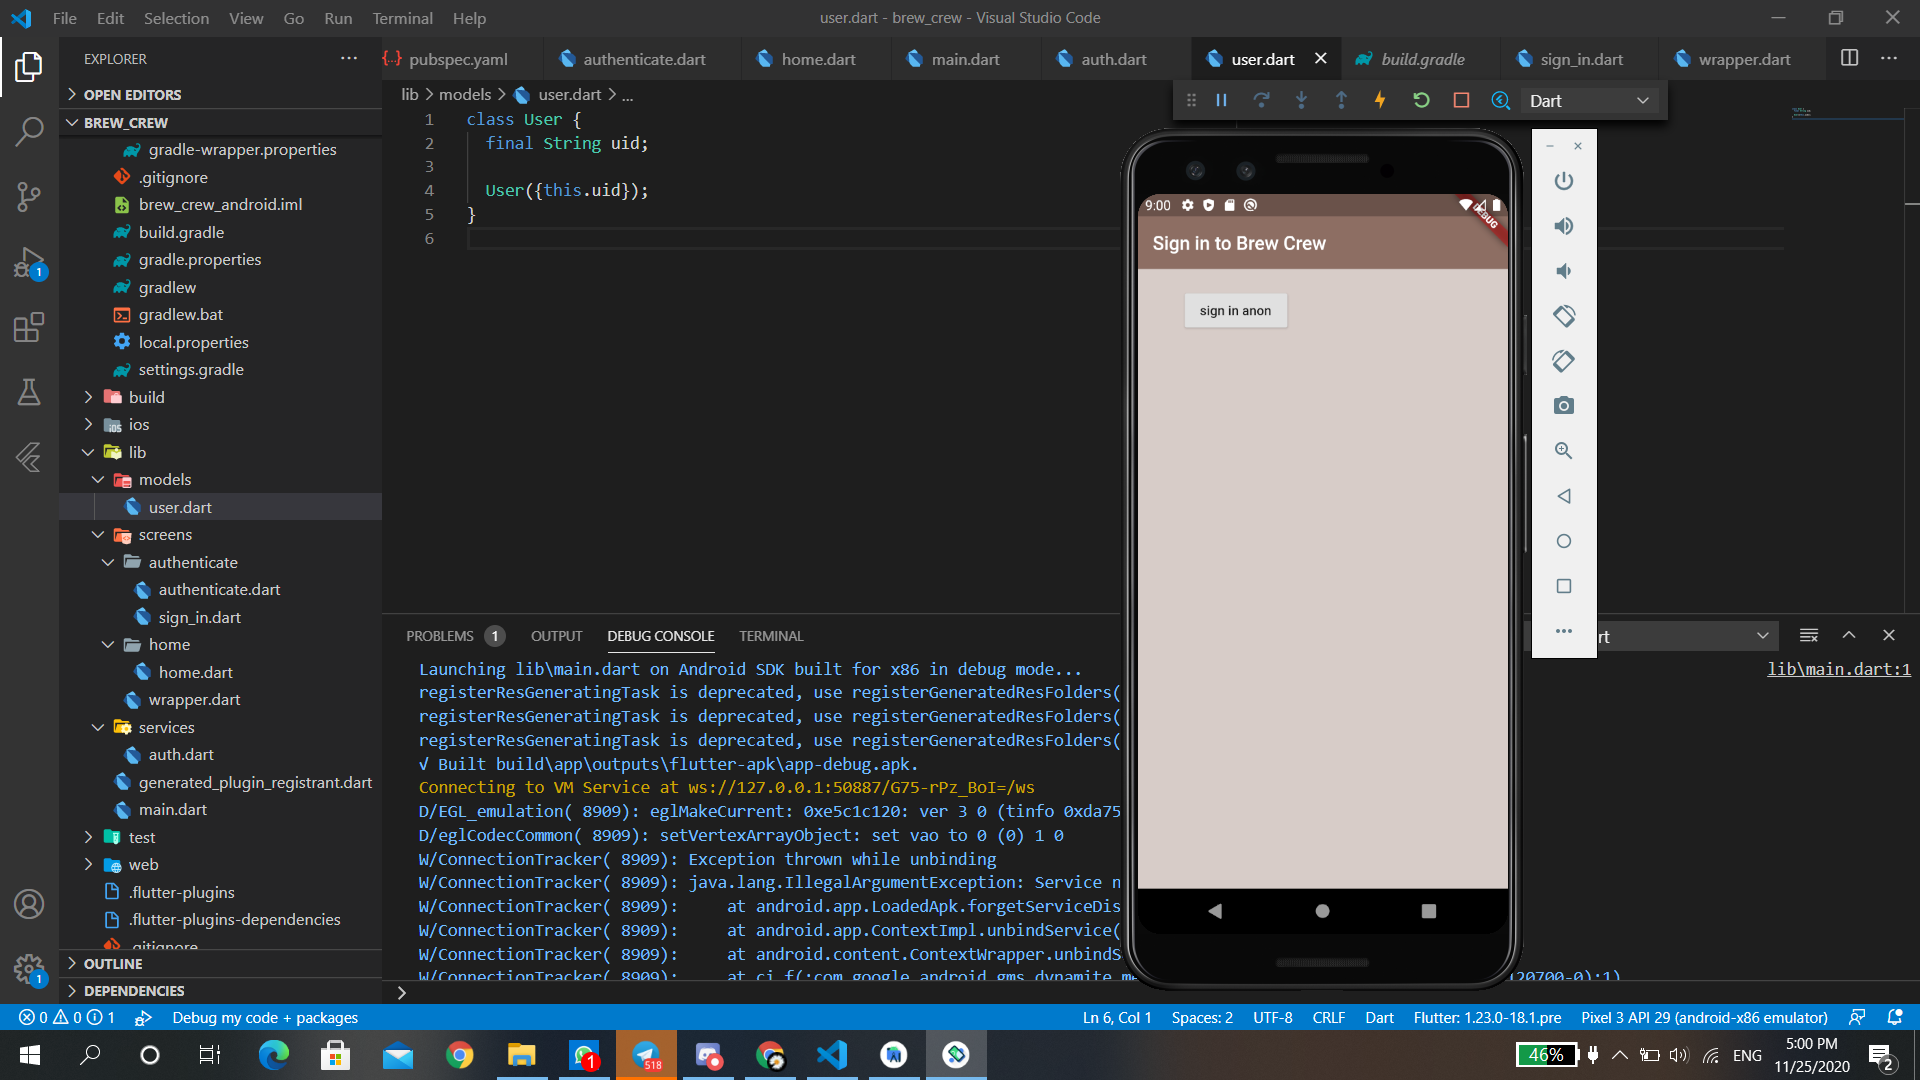 File Edit Selection View Go Run Terminal Help
user.dart - brew_crew - Visual Studio Code
EXPLORER
OPEN EDITORS
BREW_CREW
gradle-wrapper.properties
.gitignore
brew_crew_android.iml
build.gradle
gradle.properties
gradlew
gradlew.bat
local.properties
settings.gradle
build
ios
lib
models
user.dart
screens
authenticate
authenticate.dart
sign_in.dart
home
home.dart
wrapper.dart
services
auth.dart
generated_plugin_registrant.dart
main.dart
test
web
.flutter-plugins
.flutter-plugins-dependencies
.gitignore
OUTLINE
DEPENDENCIES
pubspec.yaml authenticate.dart home.dart main.dart auth.dart user.dart build.gradle sign_in.dart wrapper.dart
lib > models > user.dart > ...
Dart
1 class User {
2 final String uid;
3
4 User({this.uid});
5 }
6
9:00
DEBUG
Sign in to Brew Crew
sign in anon
PROBLEMS 1 OUTPUT DEBUG CONSOLE TERMINAL
rt
Launching lib\main.dart on Android SDK built for x86 in debug mode...
lib\main.dart:1
registerResGeneratingTask is deprecated, use registerGeneratedResFolders(
registerResGeneratingTask is deprecated, use registerGeneratedResFolders(
registerResGeneratingTask is deprecated, use registerGeneratedResFolders(
√ Built build\app\outputs\flutter-apk\app-debug.apk.
Connecting to VM Service at ws://127.0.0.1:50887/G75-rPz_BoI=/ws
D/EGL_emulation( 8909): eglMakeCurrent: 0xe5c1c120: ver 3 0 (tinfo 0xda75
D/eglCodecCommon( 8909): setVertexArrayObject: set vao to 0 (0) 1 0
W/ConnectionTracker( 8909): Exception thrown while unbinding
W/ConnectionTracker( 8909): java.lang.IllegalArgumentException: Service n
W/ConnectionTracker( 8909): at android.app.LoadedApk.forgetServiceDis
W/ConnectionTracker( 8909): at android.app.ContextImpl.unbindService(
W/ConnectionTracker( 8909): at android.content.ContextWrapper.unbindS
W/ConnectionTracker( 8909): at ci.f(:com.google.android.gms.dynamite_me 20700-0):1)
0 0 1 Debug my code + packages
Ln 6, Col 1 Spaces: 2 UTF-8 CRLF Dart Flutter: 1.23.0-18.1.pre Pixel 3 API 29 (android-x86 emulator)
1
1
1
518
46%
ENG
5:00 PM
11/25/2020
2